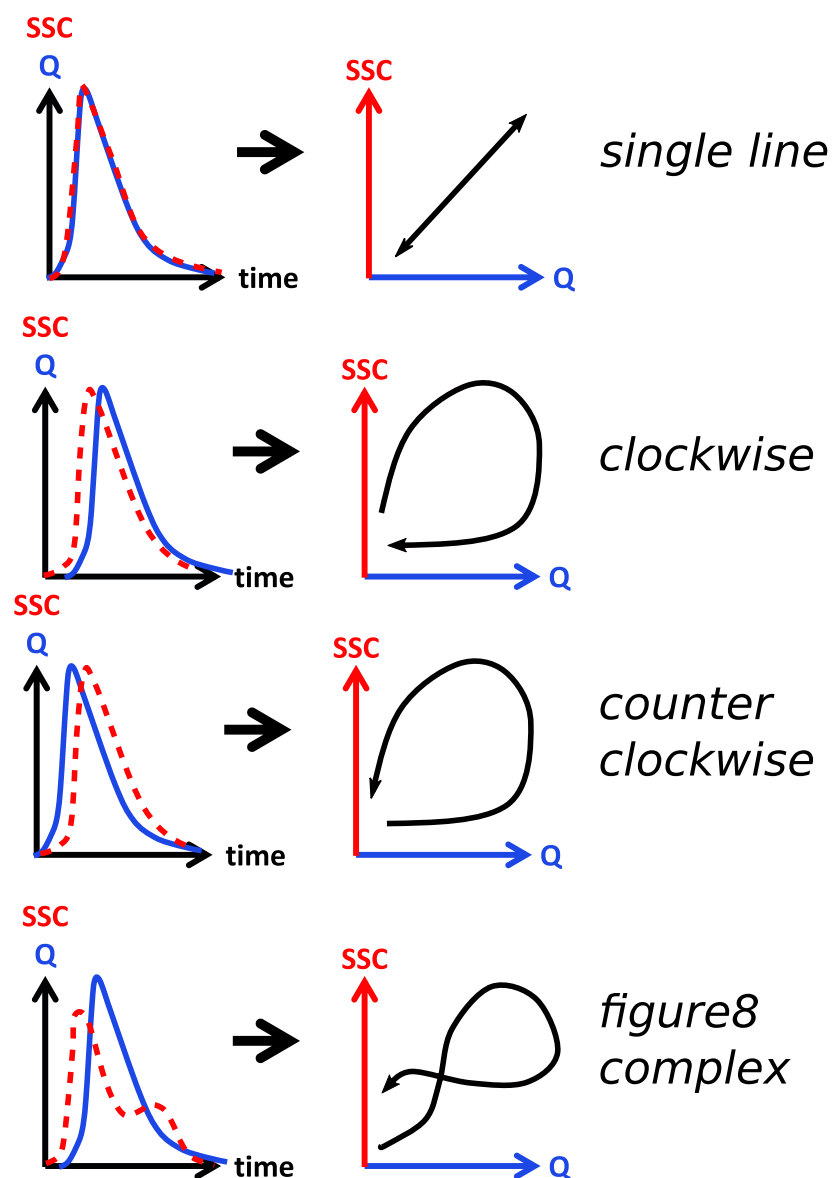 SSC
Q
time
SSC
Q
single line
SSC
Q
time
SSC
Q
clockwise
SSC
Q
time
SSC
Q
counter
clockwise
SSC
Q
time
SSC
Q
figure8
complex